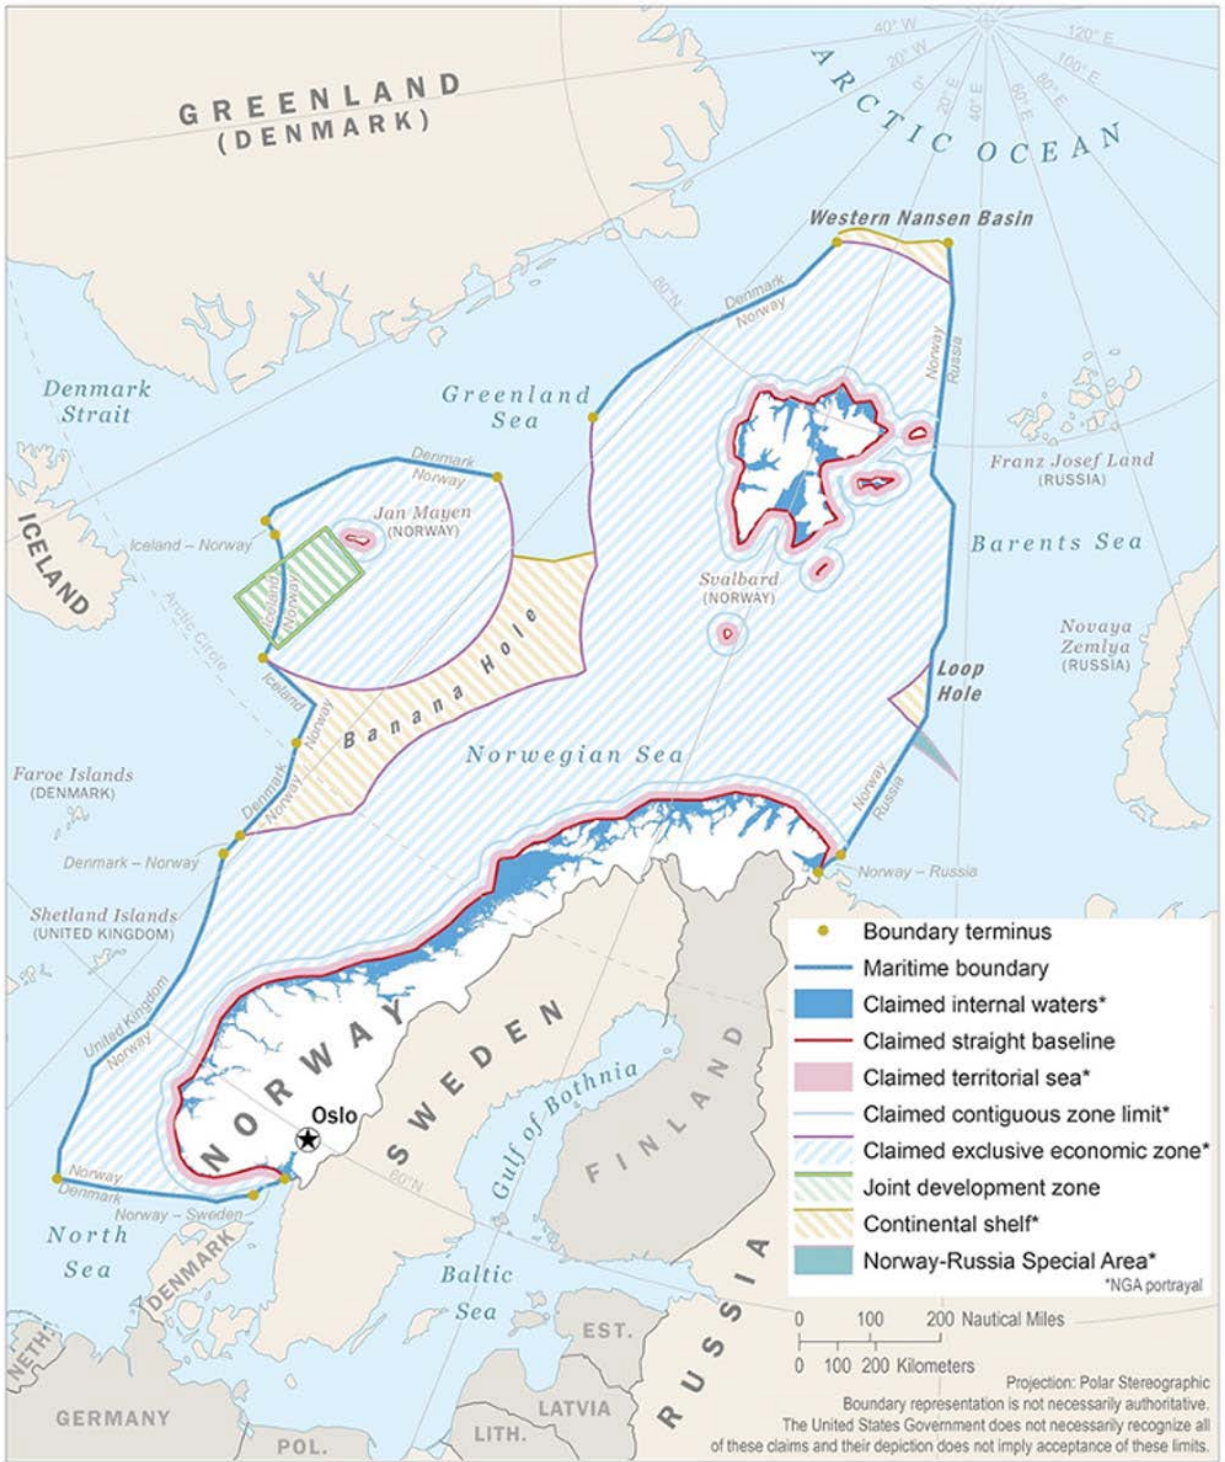 40° W
20° W
0°
20° E
40° E
60° E
80° E
100° E
120° E
ARCTIC OCEAN
GREENLAND
(DENMARK)
Western Nansen Basin
80°N
Denmark
Norway
Norway
Russia
Denmark
Strait
Greenland
Sea
Denmark
Norway
Franz Josef Land
(RUSSIA)
ICELAND
Jan Mayen
(NORWAY)
Iceland – Norway
Iceland
Norway
Barents Sea
Arctic Circle
Svalbard
(NORWAY)
Novaya
Zemlya
(RUSSIA)
Banana Hole
Loop
Hole
Iceland
Norway
Norwegian Sea
Faroe Islands
(DENMARK)
Denmark
Norway
Norway
Russia
Denmark – Norway
Norway – Russia
Shetland Islands
(UNITED KINGDOM)
United Kingdom
Norway
NORWAY
SWEDEN
FINLAND
Gulf of Bothnia
Oslo
60°N
Norway
Denmark
Norway – Sweden
North
Sea
DENMARK
Baltic
Sea
RUSSIA
NETH.
GERMANY
POL.
EST.
LATVIA
LITH.
Boundary terminus
Maritime boundary
Claimed internal waters*
Claimed straight baseline
Claimed territorial sea*
Claimed contiguous zone limit*
Claimed exclusive economic zone*
Joint development zone
Continental shelf*
Norway-Russia Special Area*
*NGA portrayal
0 100 200 Nautical Miles
0 100 200 Kilometers
Projection: Polar Stereographic
Boundary representation is not necessarily authoritative.
The United States Government does not necessarily recognize all
of these claims and their depiction does not imply acceptance of these limits.